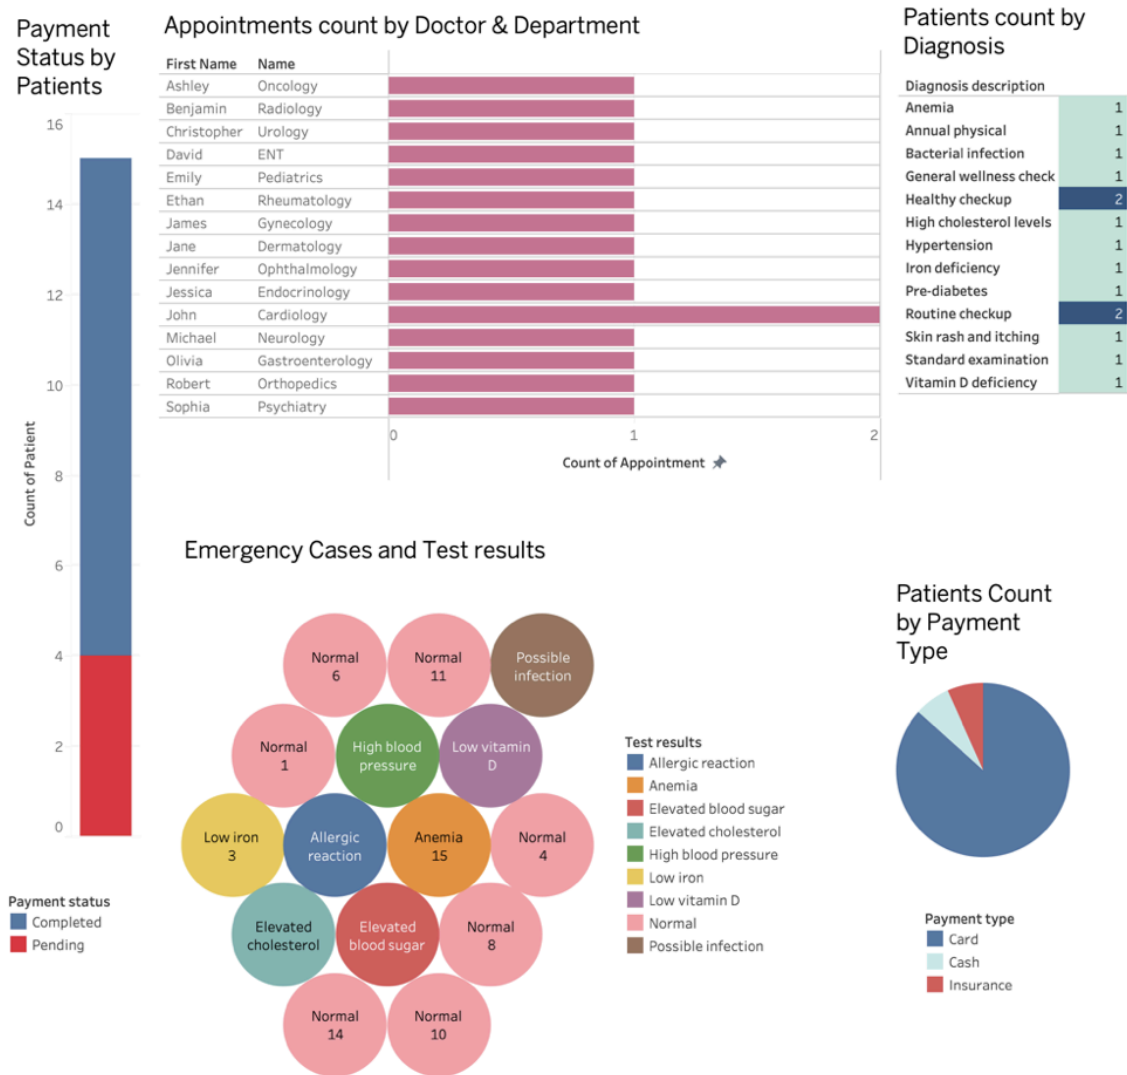 Payment
Status by
Patients
16
14
12
10
8
6
4
2
0
Count of Patient
Payment status
Completed
Pending
Appointments count by Doctor & Department
First Name Name
Ashley Oncology
Benjamin Radiology
Christopher Urology
David ENT
Emily Pediatrics
Ethan Rheumatology
James Gynecology
Jane Dermatology
Jennifer Ophthalmology
Jessica Endocrinology
John Cardiology
Michael Neurology
Olivia Gastroenterology
Robert Orthopedics
Sophia Psychiatry
0 1 2
Count of Appointment
Patients count by
Diagnosis
Diagnosis description
Anemia 1
Annual physical 1
Bacterial infection 1
General wellness check 1
Healthy checkup 2
High cholesterol levels 1
Hypertension 1
Iron deficiency 1
Pre-diabetes 1
Routine checkup 2
Skin rash and itching 1
Standard examination 1
Vitamin D deficiency 1
Emergency Cases and Test results
Normal
6
Normal
11
Possible
infection
Normal
1
High blood
pressure
Low vitamin
D
Low iron
3
Allergic
reaction
Anemia
15
Normal
4
Elevated
cholesterol
Elevated
blood sugar
Normal
8
Normal
14
Normal
10
Test results
Allergic reaction
Anemia
Elevated blood sugar
Elevated cholesterol
High blood pressure
Low iron
Low vitamin D
Normal
Possible infection
Patients Count
by Payment
Type
Payment type
Card
Cash
Insurance